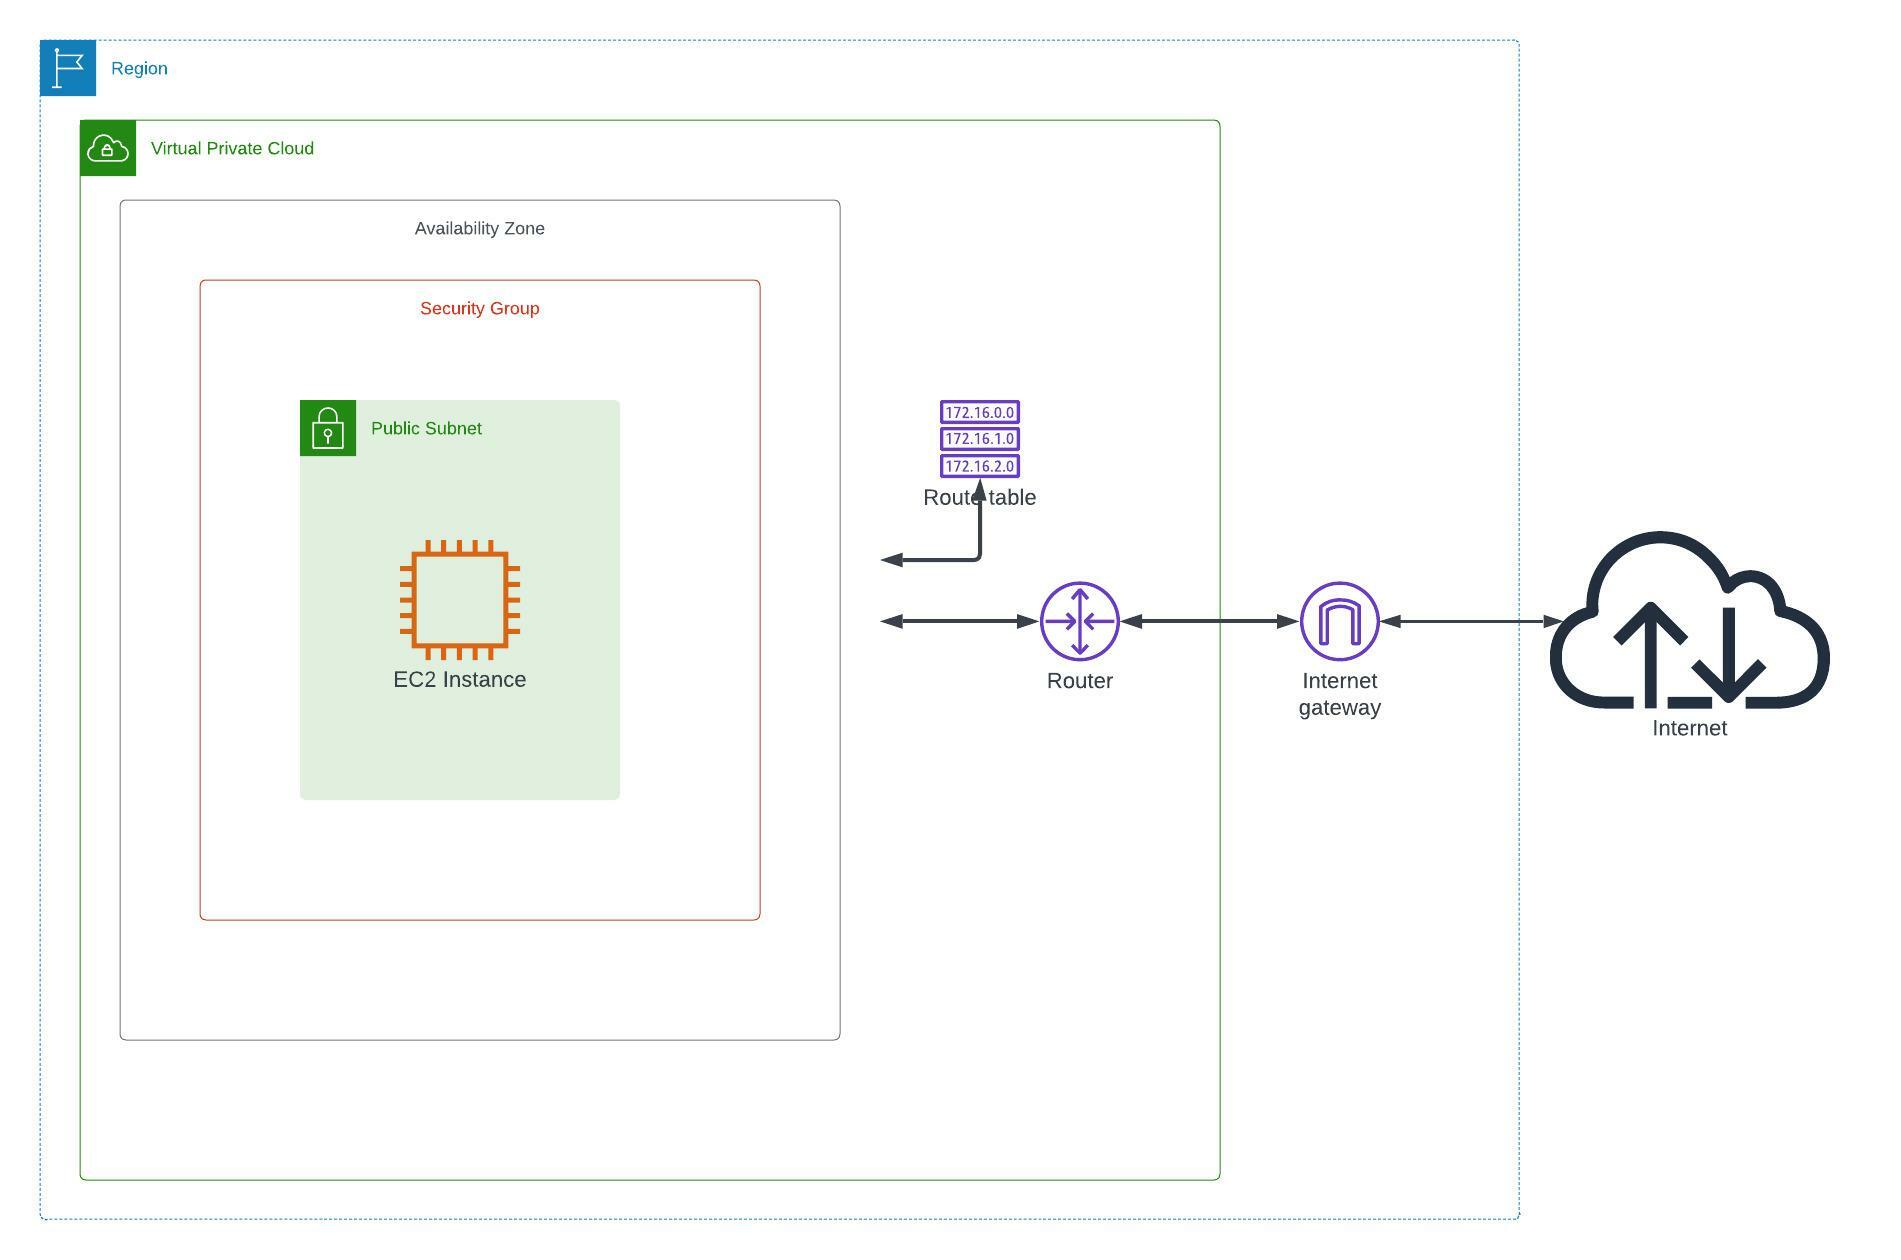 Region
Virtual Private Cloud
Availability Zone
Security Group
Public Subnet
EC2 Instance
172.16.0.0
172.16.1.0
172.16.2.0
Route table
Router
Internet
gateway
Internet